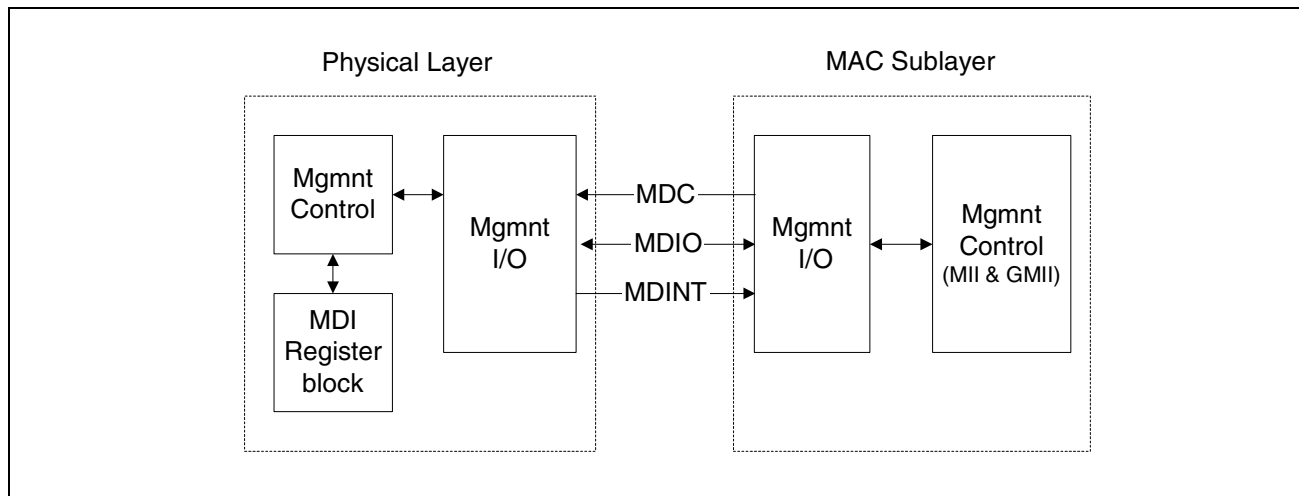 Physical Layer
MAC Sublayer
Mgmnt
Control
MDI
Register
block
Mgmnt
I/O
MDC
MDIO
MDINT
Mgmnt
I/O
Mgmnt
Control
(MII & GMII)